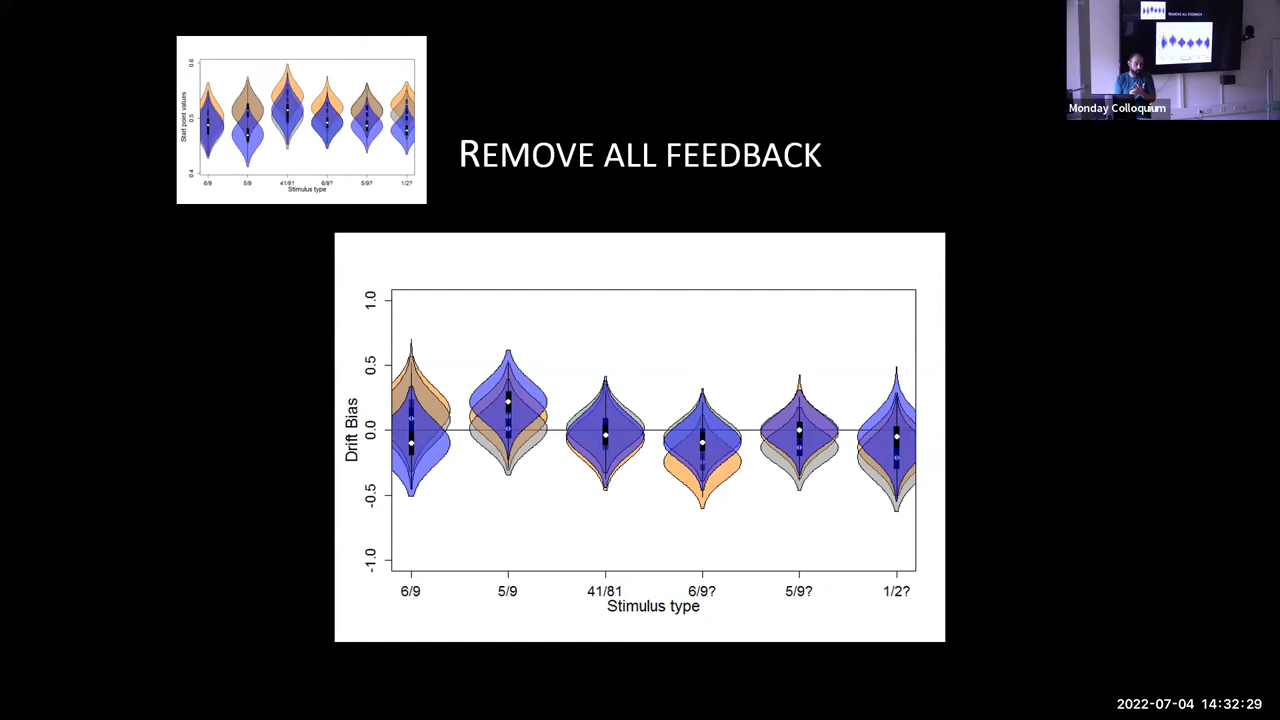 0.6
0.5
0.4
Start point values
6/9 5/9 41/81 6/9? 5/9? 1/2?
Stimulus type
REMOVE ALL FEEDBACK
REMOVE ALL FEEDBACK
Monday Colloquium
1.0
0.5
0.0
-0.5
-1.0
Drift Bias
6/9 5/9 41/81 6/9? 5/9? 1/2?
Stimulus type
2022-07-04 14:32:29